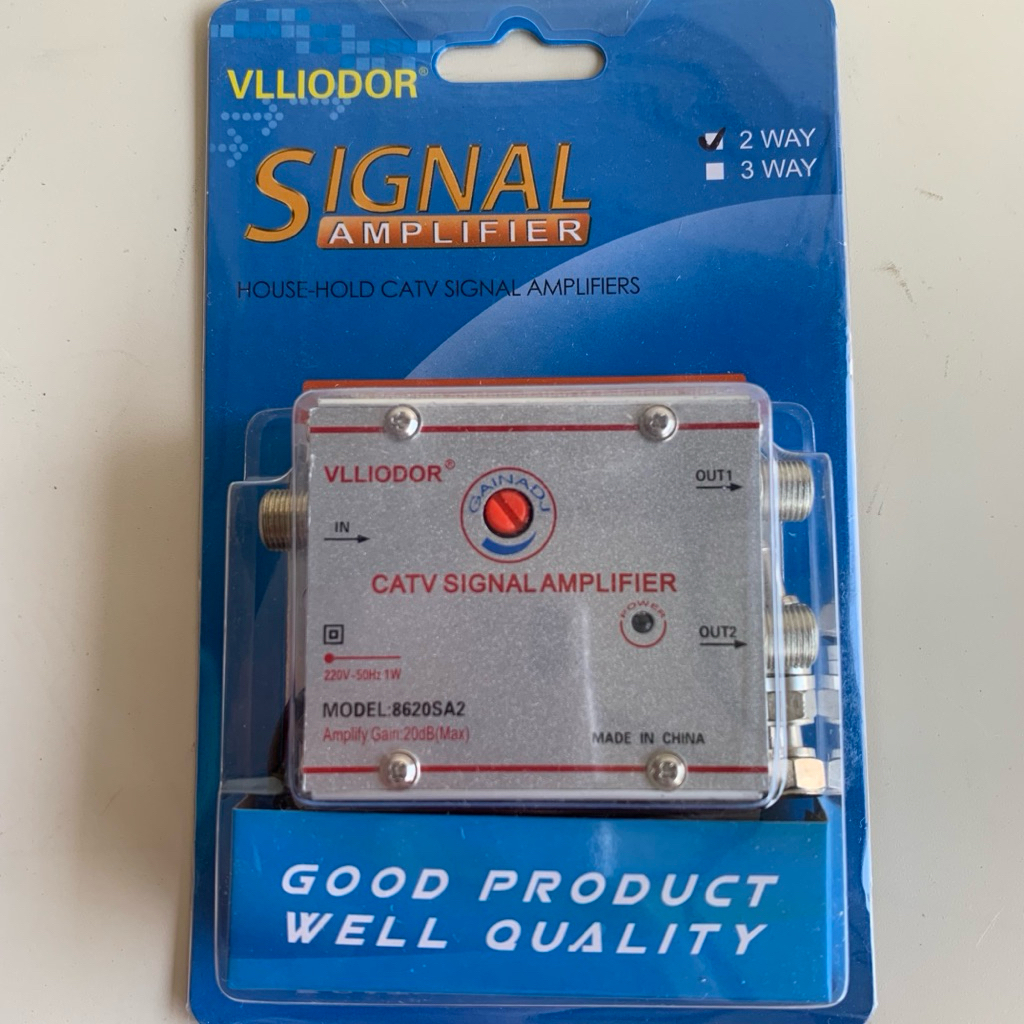 VLLIODOR®
2 WAY
3 WAY
SIGNAL
AMPLIFIER
HOUSE-HOLD CATV SIGNAL AMPLIFIERS
VLLIODOR®
GAINADJ
OUT1
IN
CATV SIGNAL AMPLIFIER
POWER
OUT2
220V~50Hz 1W
MODEL:8620SA2
Amplify Gain:20dB(Max)
MADE IN CHINA
GOOD PRODUCT
WELL QUALITY